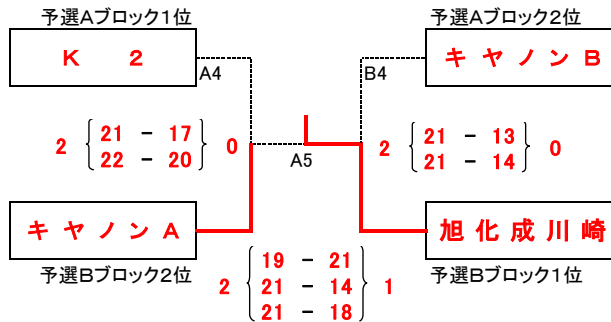 予選Aブロック1位 予選Aブロック2位
K 2 キヤノンB
A4 B4
2 { 21 - 17 } 0 2 { 21 - 13 } 0
22 - 20 21 - 14
A5
キヤノンA 旭化成川崎
予選Bブロック2位 予選Bブロック1位
19 - 21
2 { 21 - 14 } 1
21 - 18